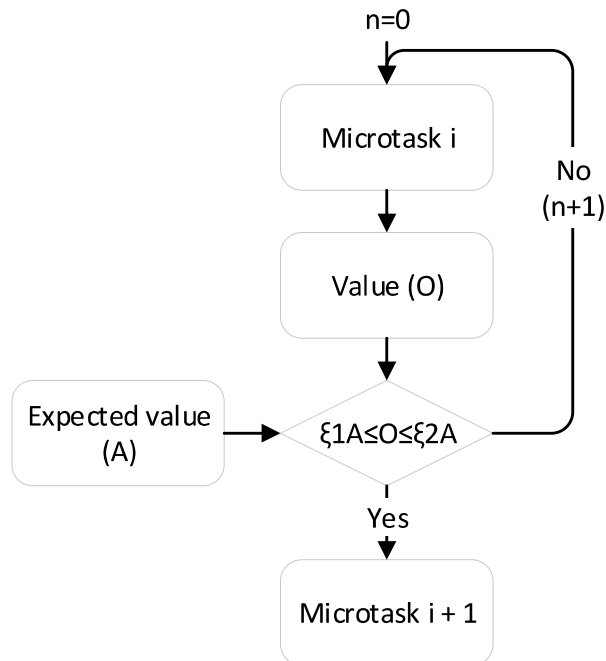 n=0
Microtask i
No
(n+1)
Value (O)
Expected value
(A)
ξ1A≤O≤ξ2A
Yes
Microtask i + 1